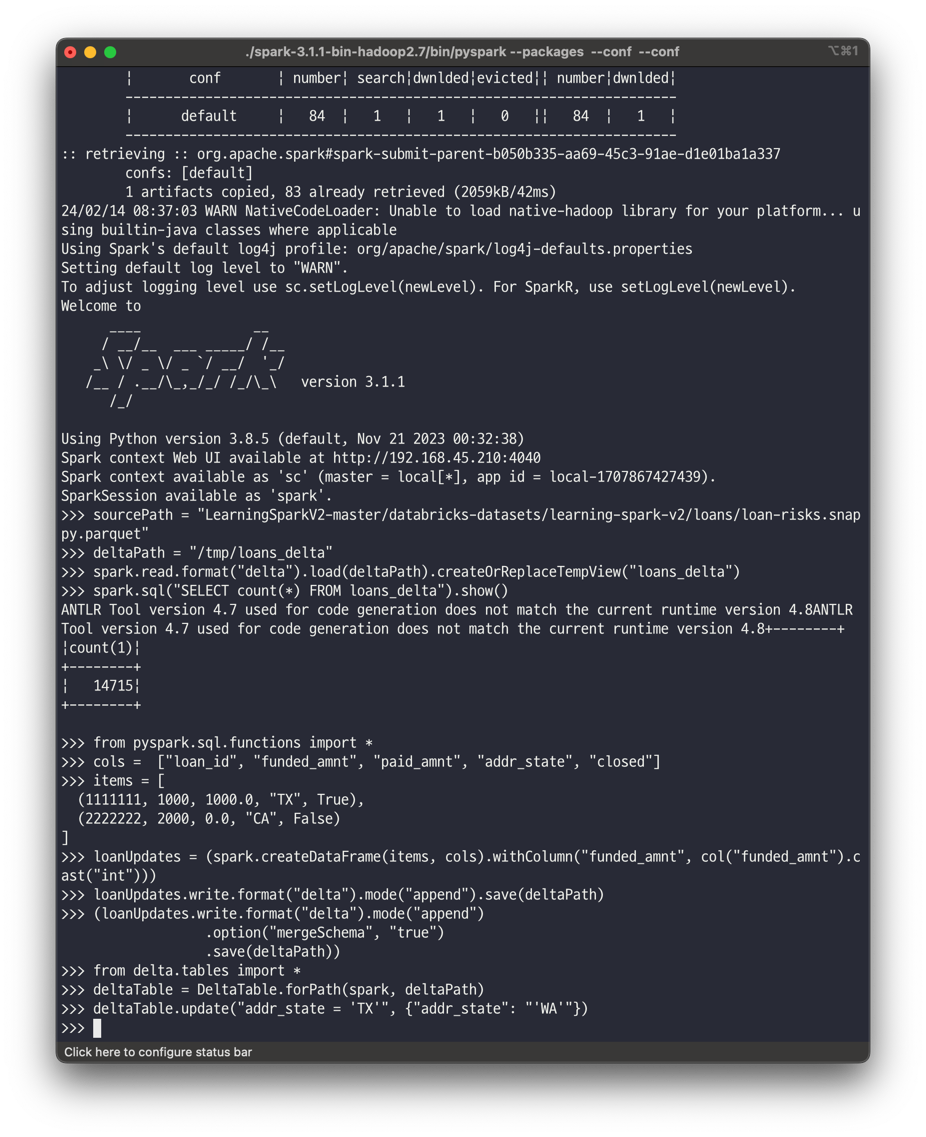 ./spark-3.1.1-bin-hadoop2.7/bin/pyspark --packages --conf --conf
⌥⌘1
¦ conf ¦ number¦ search¦dwnlded¦evicted¦¦ number¦dwnlded¦
---------------------------------------------------------------------
¦ default ¦ 84 ¦ 1 ¦ 1 ¦ 0 ¦¦ 84 ¦ 1 ¦
---------------------------------------------------------------------
:: retrieving :: org.apache.spark#spark-submit-parent-b050b335-aa69-45c3-91ae-d1e01ba1a337
confs: [default]
1 artifacts copied, 83 already retrieved (2059kB/42ms)
24/02/14 08:37:03 WARN NativeCodeLoader: Unable to load native-hadoop library for your platform... u
sing builtin-java classes where applicable
Using Spark's default log4j profile: org/apache/spark/log4j-defaults.properties
Setting default log level to "WARN".
To adjust logging level use sc.setLogLevel(newLevel). For SparkR, use setLogLevel(newLevel).
Welcome to
      ____              __
     / __/__  ___ _____/ /__
    _\ \/ _ \/ _ `/ __/  '_/
   /__ / .__/\_,_/_/ /_/\_\   version 3.1.1
      /_/
Using Python version 3.8.5 (default, Nov 21 2023 00:32:38)
Spark context Web UI available at http://192.168.45.210:4040
Spark context available as 'sc' (master = local[*], app id = local-1707867427439).
SparkSession available as 'spark'.
>>> sourcePath = "LearningSparkV2-master/databricks-datasets/learning-spark-v2/loans/loan-risks.snap
py.parquet"
>>> deltaPath = "/tmp/loans_delta"
>>> spark.read.format("delta").load(deltaPath).createOrReplaceTempView("loans_delta")
>>> spark.sql("SELECT count(*) FROM loans_delta").show()
ANTLR Tool version 4.7 used for code generation does not match the current runtime version 4.8ANTLR
Tool version 4.7 used for code generation does not match the current runtime version 4.8+--------+
¦count(1)¦
+--------+
¦   14715¦
+--------+
>>> from pyspark.sql.functions import *
>>> cols =  ["loan_id", "funded_amnt", "paid_amnt", "addr_state", "closed"]
>>> items = [
  (1111111, 1000, 1000.0, "TX", True),
  (2222222, 2000, 0.0, "CA", False)
]
>>> loanUpdates = (spark.createDataFrame(items, cols).withColumn("funded_amnt", col("funded_amnt").c
ast("int")))
>>> loanUpdates.write.format("delta").mode("append").save(deltaPath)
>>> (loanUpdates.write.format("delta").mode("append")
.option("mergeSchema", "true")
.save(deltaPath))
>>> from delta.tables import *
>>> deltaTable = DeltaTable.forPath(spark, deltaPath)
>>> deltaTable.update("addr_state = 'TX'", {"addr_state": "'WA'"})
>>>
Click here to configure status bar